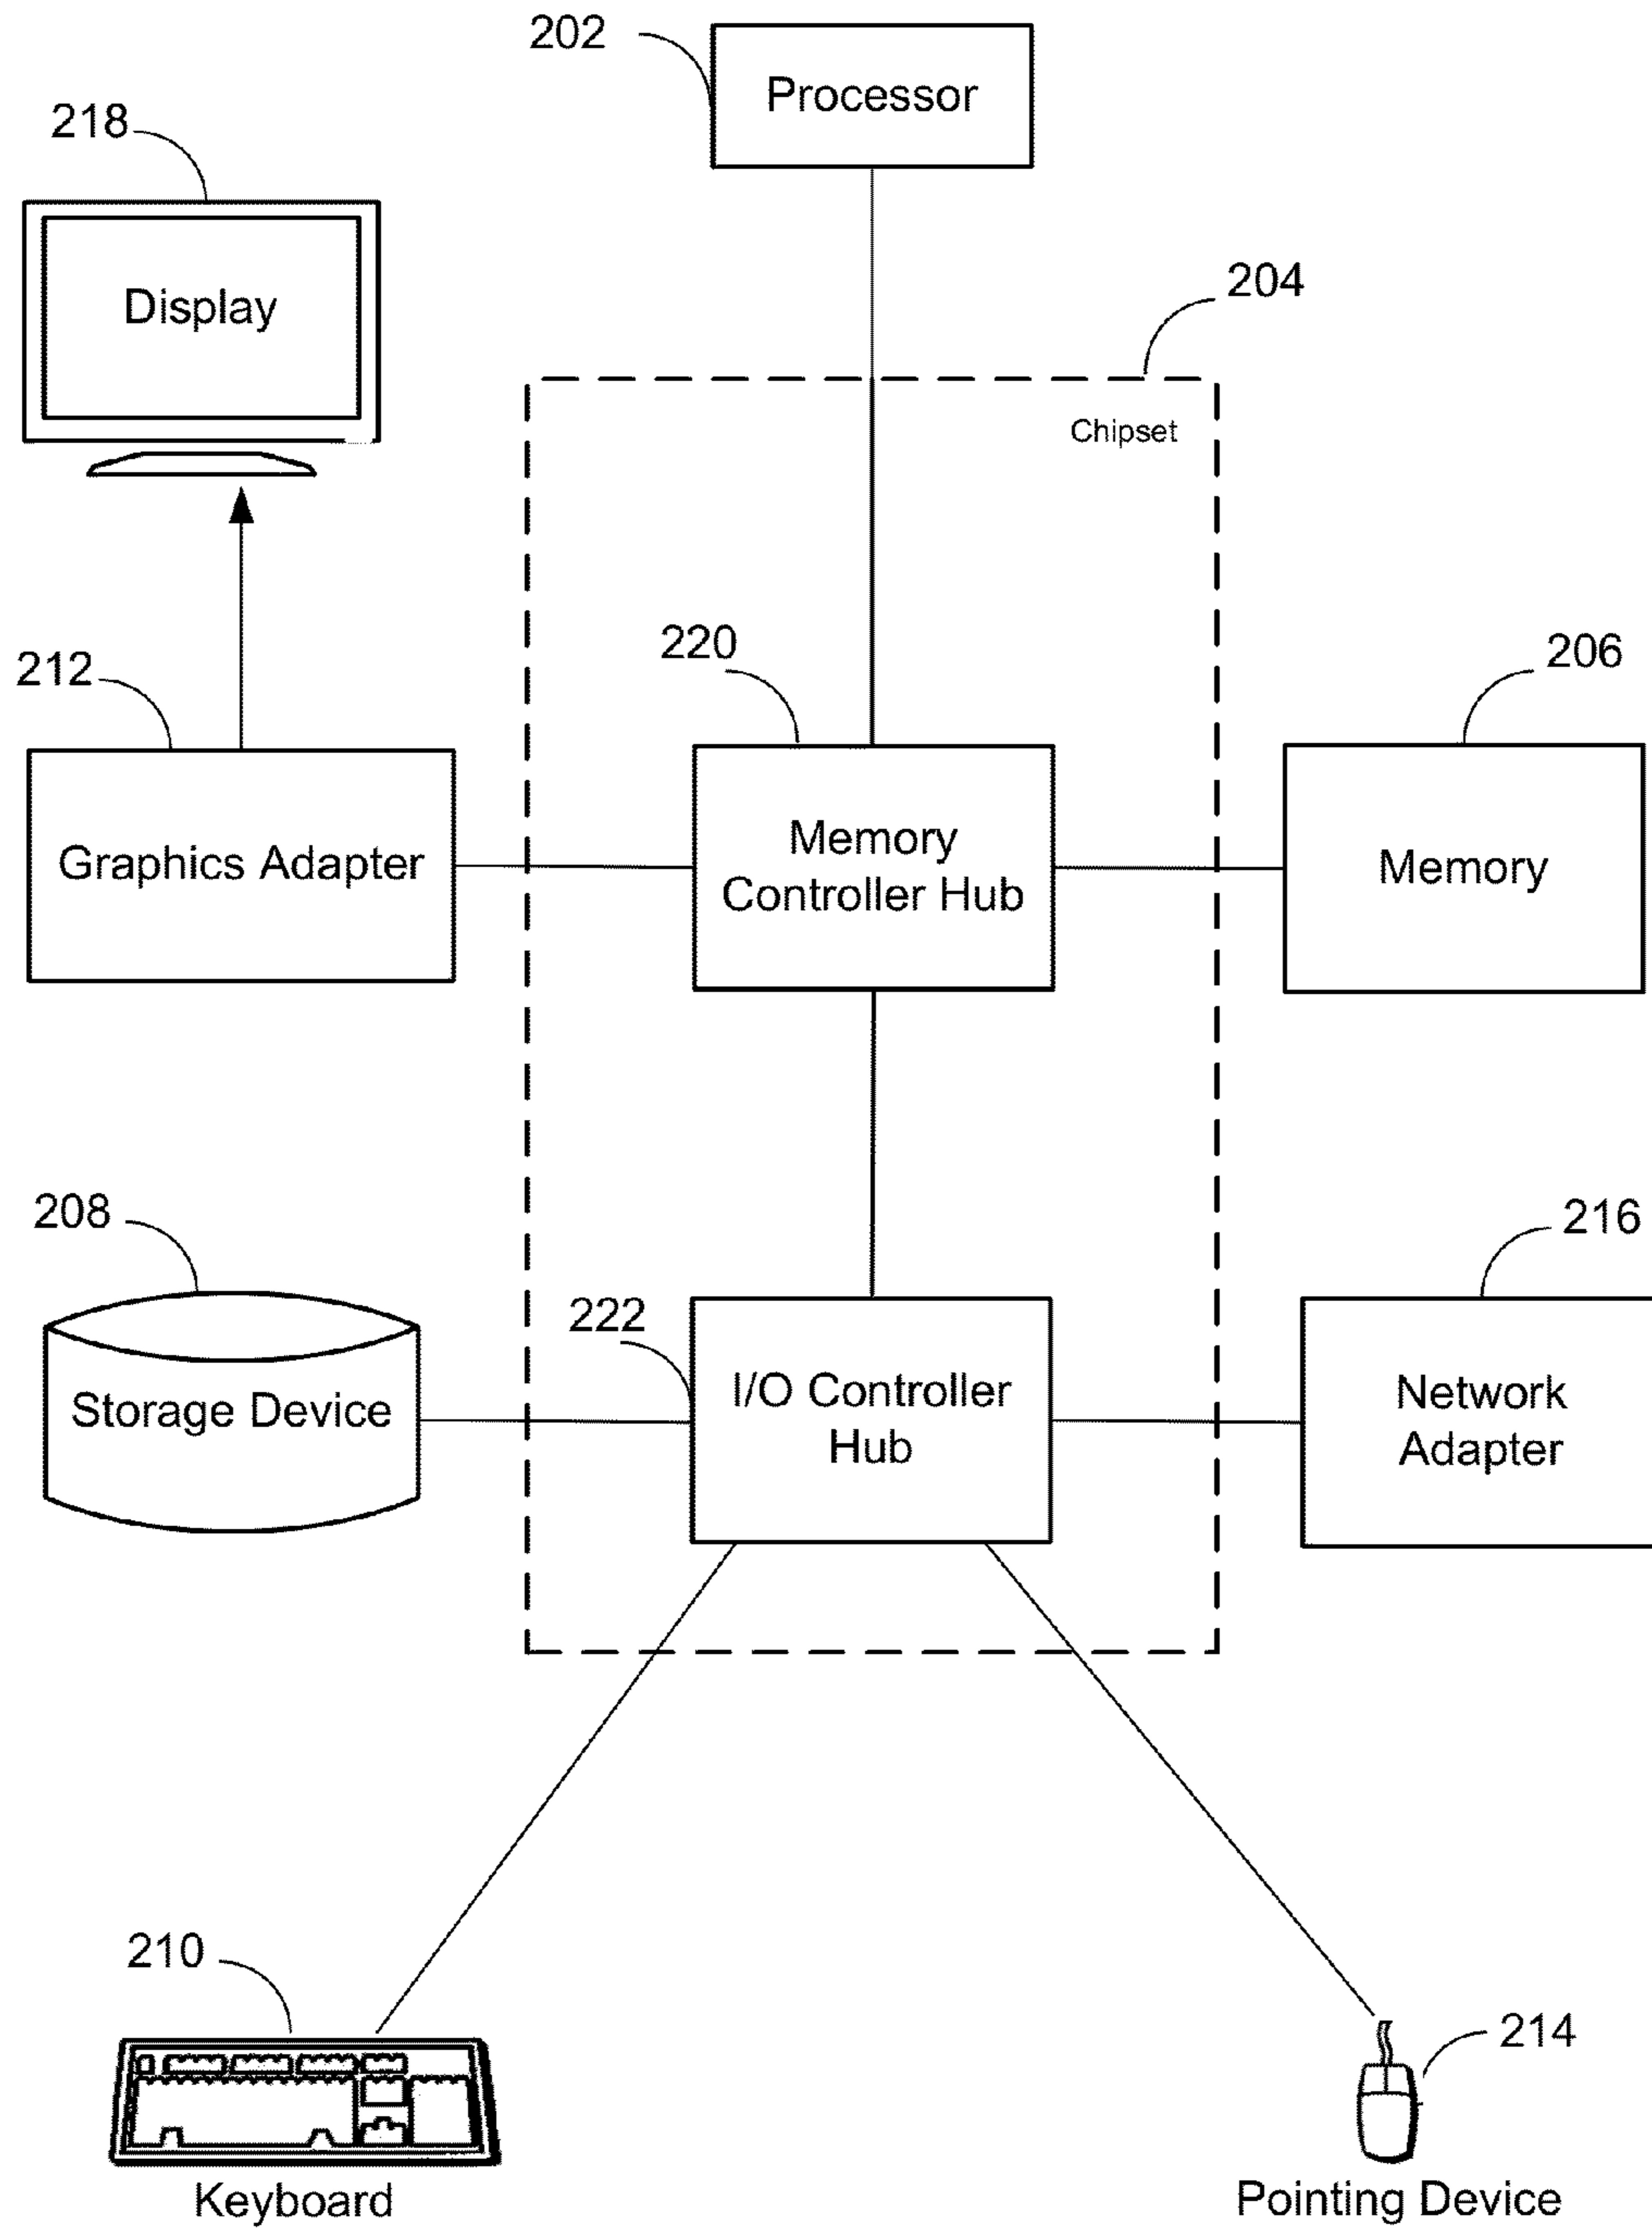 202
Processor
218
Display
204
Chipset
220
206
212
Memory
Controller Hub
Graphics Adapter
Memory
208
216
222
I/O Controller
Hub
Storage Device
Network
Adapter
210
214
Keyboard
Pointing Device